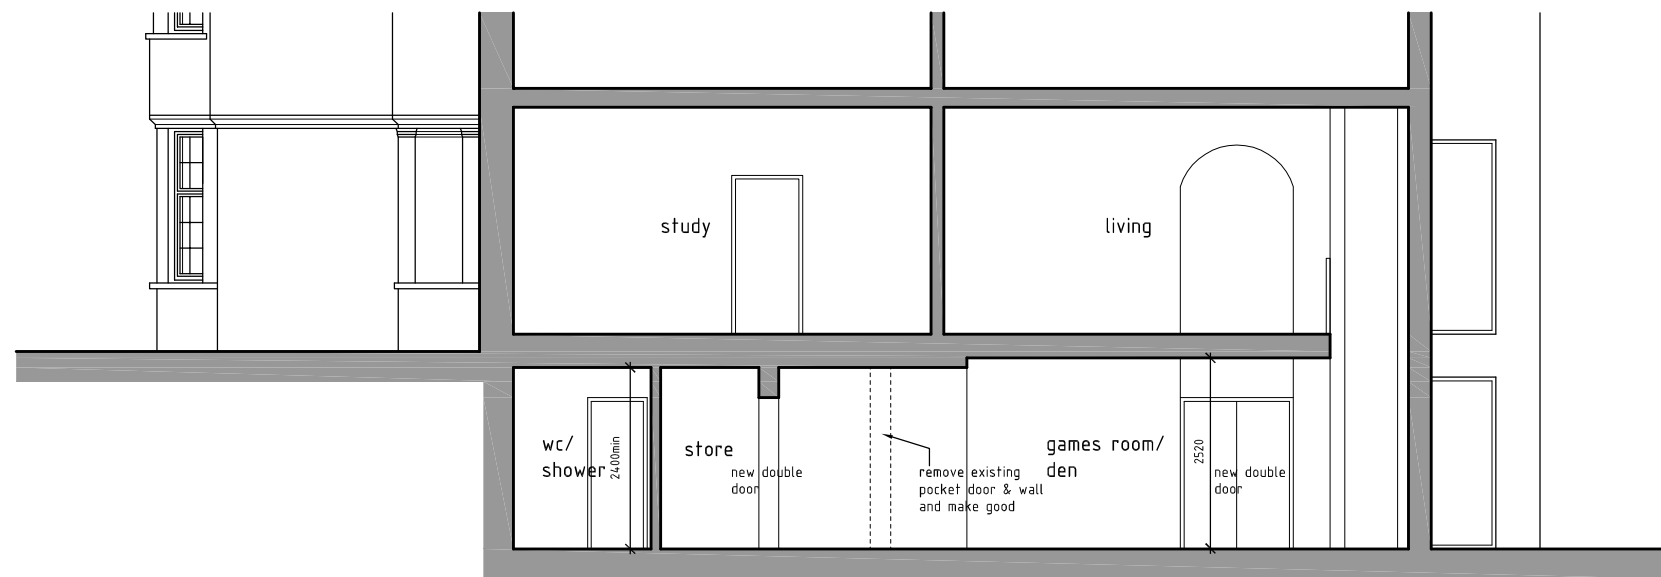 study
living
wc/
shower
2400min
store
new double
door
remove existing
pocket door & wall
and make good
games room/
den
2520
new double
door